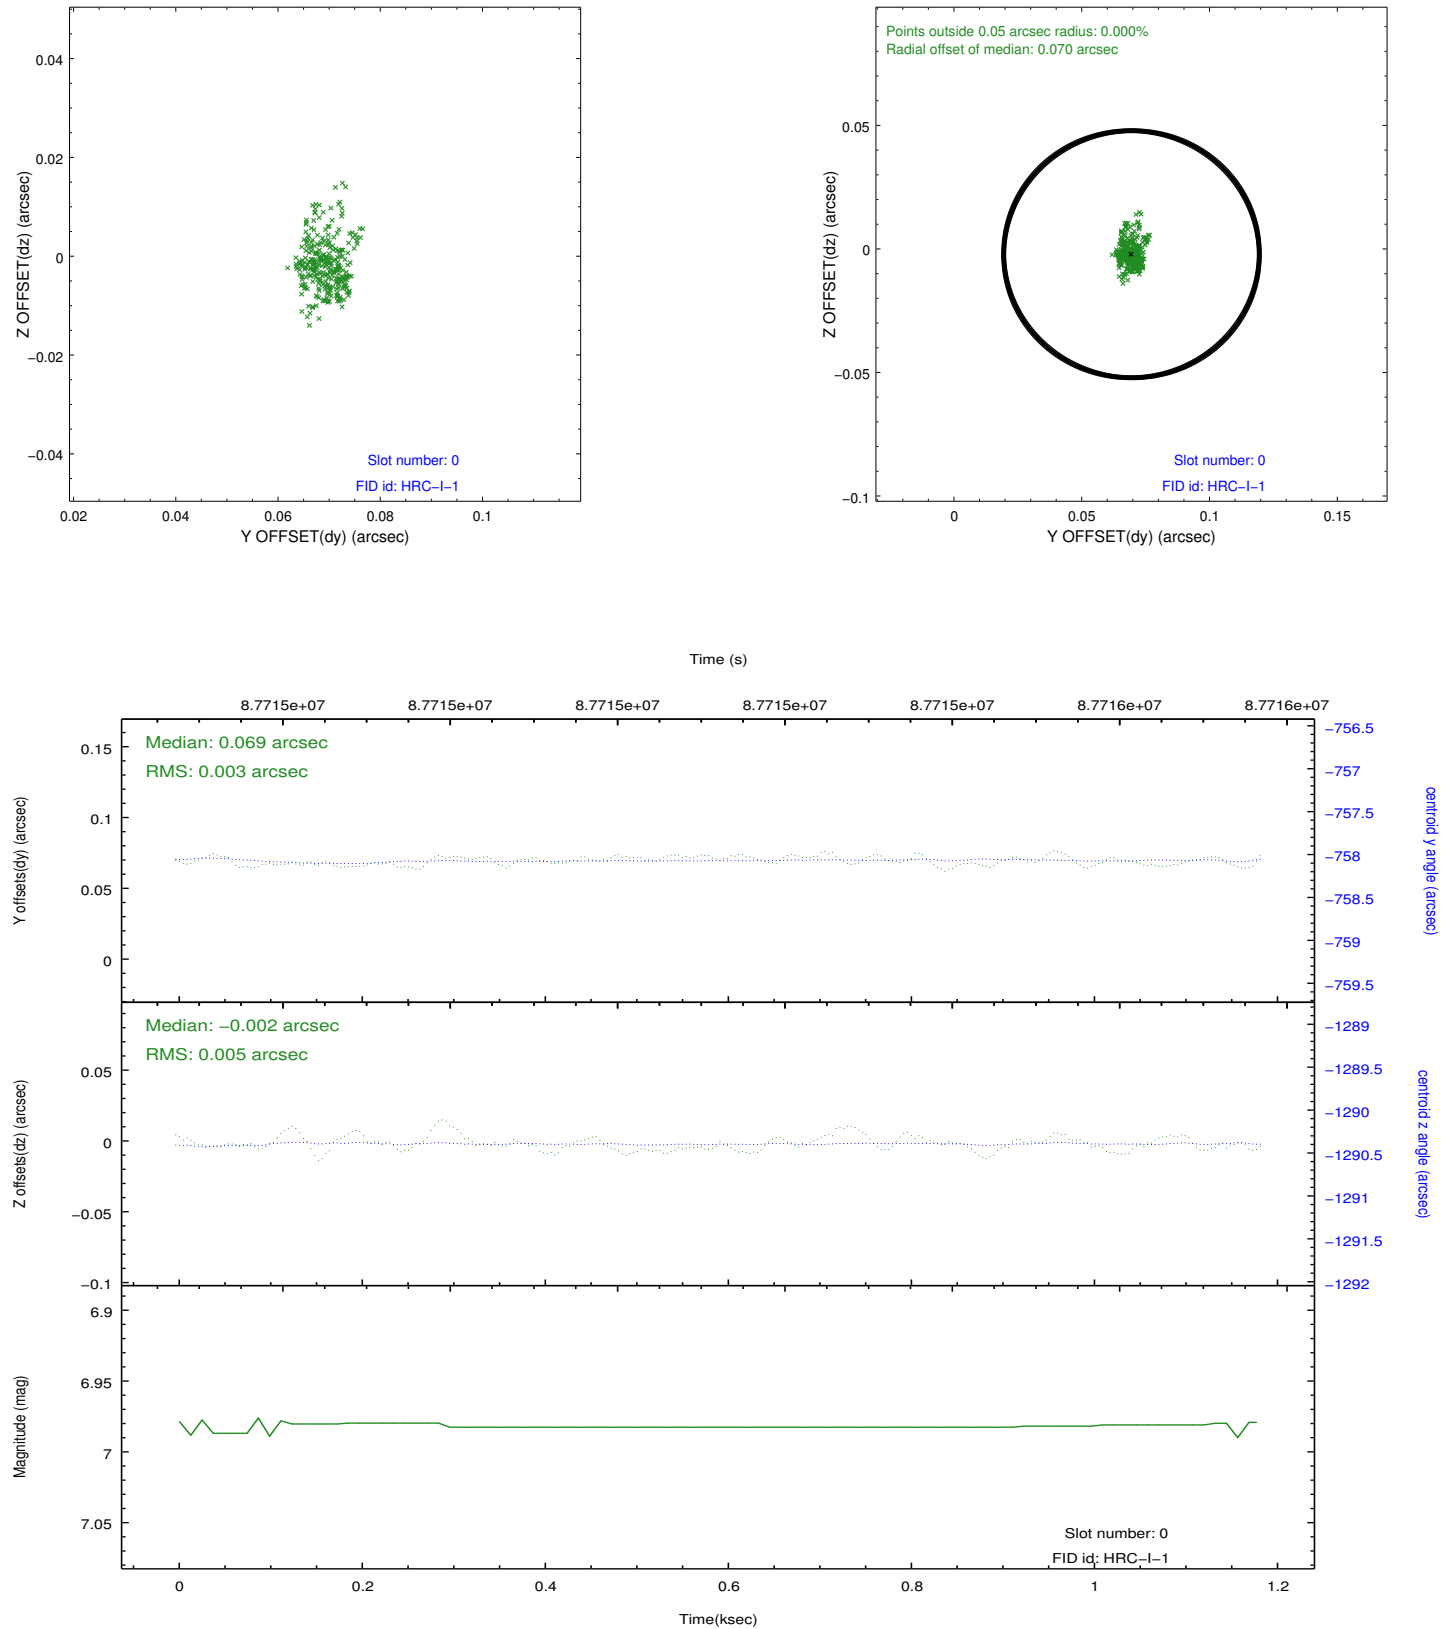 0.04
0.02
0
−0.02
−0.04
Z OFFSET(dz) (arcsec)
Slot number: 0
FID id: HRC−I−1
0.02 0.04 0.06 0.08 0.1
Y OFFSET(dy) (arcsec)
Points outside 0.05 arcsec radius: 0.000%
Radial offset of median: 0.070 arcsec
0.05
0
−0.05
−0.1
Z OFFSET(dz) (arcsec)
Slot number: 0
FID id: HRC−I−1
0 0.05 0.1 0.15
Y OFFSET(dy) (arcsec)
Time (s)
8.7715e+07 8.7715e+07 8.7715e+07 8.7715e+07 8.7715e+07 8.7716e+07 8.7716e+07
Median: 0.069 arcsec
RMS: 0.003 arcsec
0.15
0.1
0.05
0
Y offsets(dy) (arcsec)
−756.5
−757
−757.5
−758
−758.5
−759
−759.5
centroid y angle (arcsec)
Median: −0.002 arcsec
RMS: 0.005 arcsec
0.05
0
−0.05
−0.1
Z offsets(dz) (arcsec)
−1289
−1289.5
−1290
−1290.5
−1291
−1291.5
−1292
centroid z angle (arcsec)
6.9
6.95
7
7.05
Magnitude (mag)
Slot number: 0
FID id: HRC−I−1
0 0.2 0.4 0.6 0.8 1 1.2
Time(ksec)